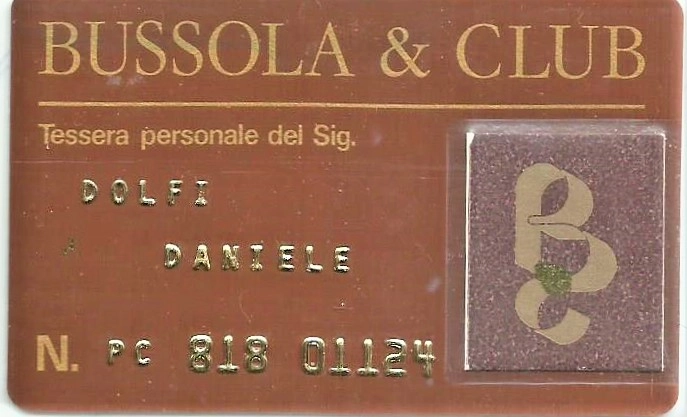 BUSSOLA & CLUB
Tessera personale del Sig.
DOLFI
DANIELE
N. PC 818 01124